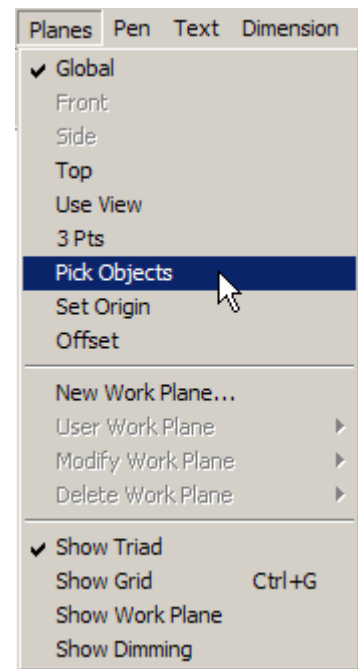 Planes Pen Text Dimension
Global
Front
Side
Top
Use View
3 Pts
Pick Objects
Set Origin
Offset
New Work Plane...
User Work Plane
Modify Work Plane
Delete Work Plane
Show Triad
Show Grid Ctrl+G
Show Work Plane
Show Dimming